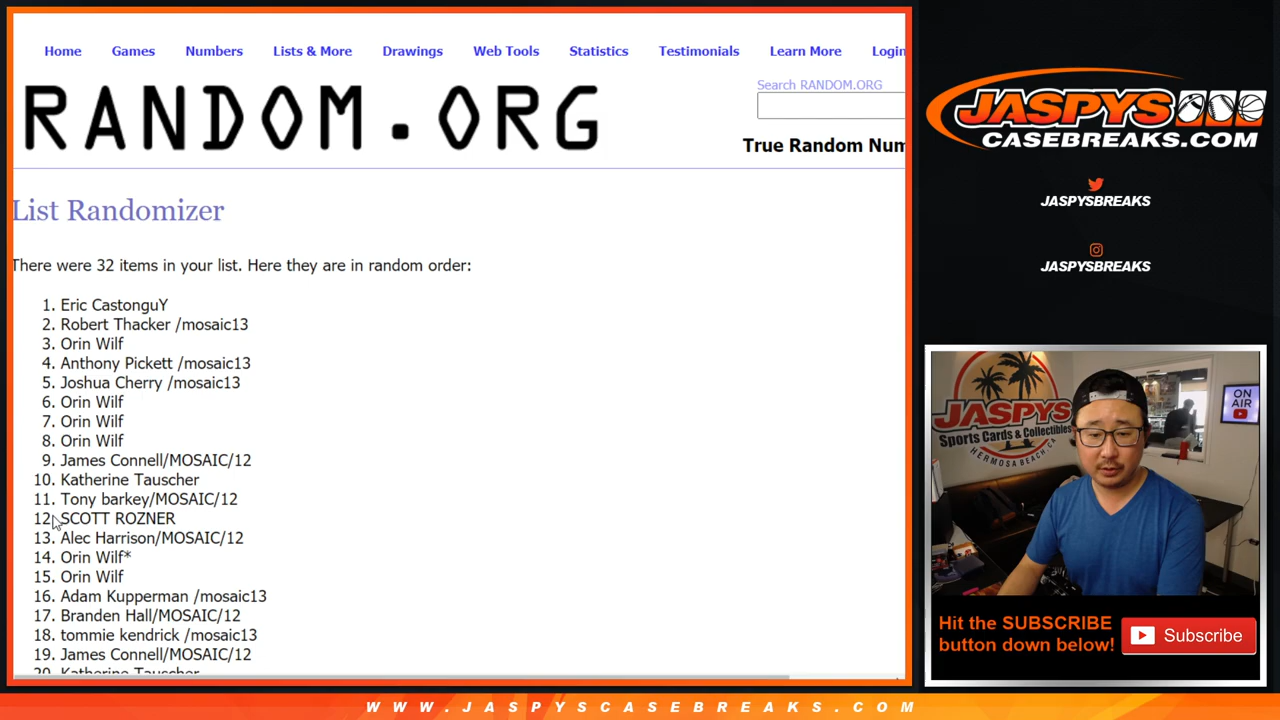 Home Games Numbers Lists & More Drawings Web Tools Statistics Testimonials Learn More Login
RANDOM.ORG
Search RANDOM.ORG
True Random Num
List Randomizer
There were 32 items in your list. Here they are in random order:
1. Eric CastonguY
2. Robert Thacker /mosaic13
3. Orin Wilf
4. Anthony Pickett /mosaic13
5. Joshua Cherry /mosaic13
6. Orin Wilf
7. Orin Wilf
8. Orin Wilf
9. James Connell/MOSAIC/12
10. Katherine Tauscher
11. Tony barkey/MOSAIC/12
12. SCOTT ROZNER
13. Alec Harrison/MOSAIC/12
14. Orin Wilf*
15. Orin Wilf
16. Adam Kupperman /mosaic13
17. Branden Hall/MOSAIC/12
18. tommie kendrick /mosaic13
19. James Connell/MOSAIC/12
20. Katherine Tauscher
JASPYS
CASEBREAKS.COM
JASPYSBREAKS
JASPYSBREAKS
JASPYS
Sports Cards & Collectibles
HERMOSA BEACH, CA
ON AIR
Hit the SUBSCRIBE
button down below!
Subscribe
WWW.JASPYSCASEBREAKS.COM